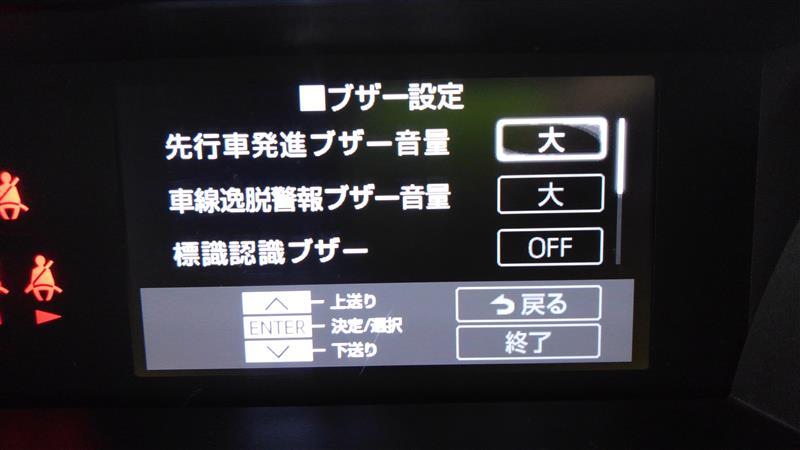 ■ブザー設定
先行車発進ブザー音量 大
車線逸脱警報ブザー音量 大
標識認識ブザー OFF
上送り 戻る
ENTER 決定/選択
下送り 終了